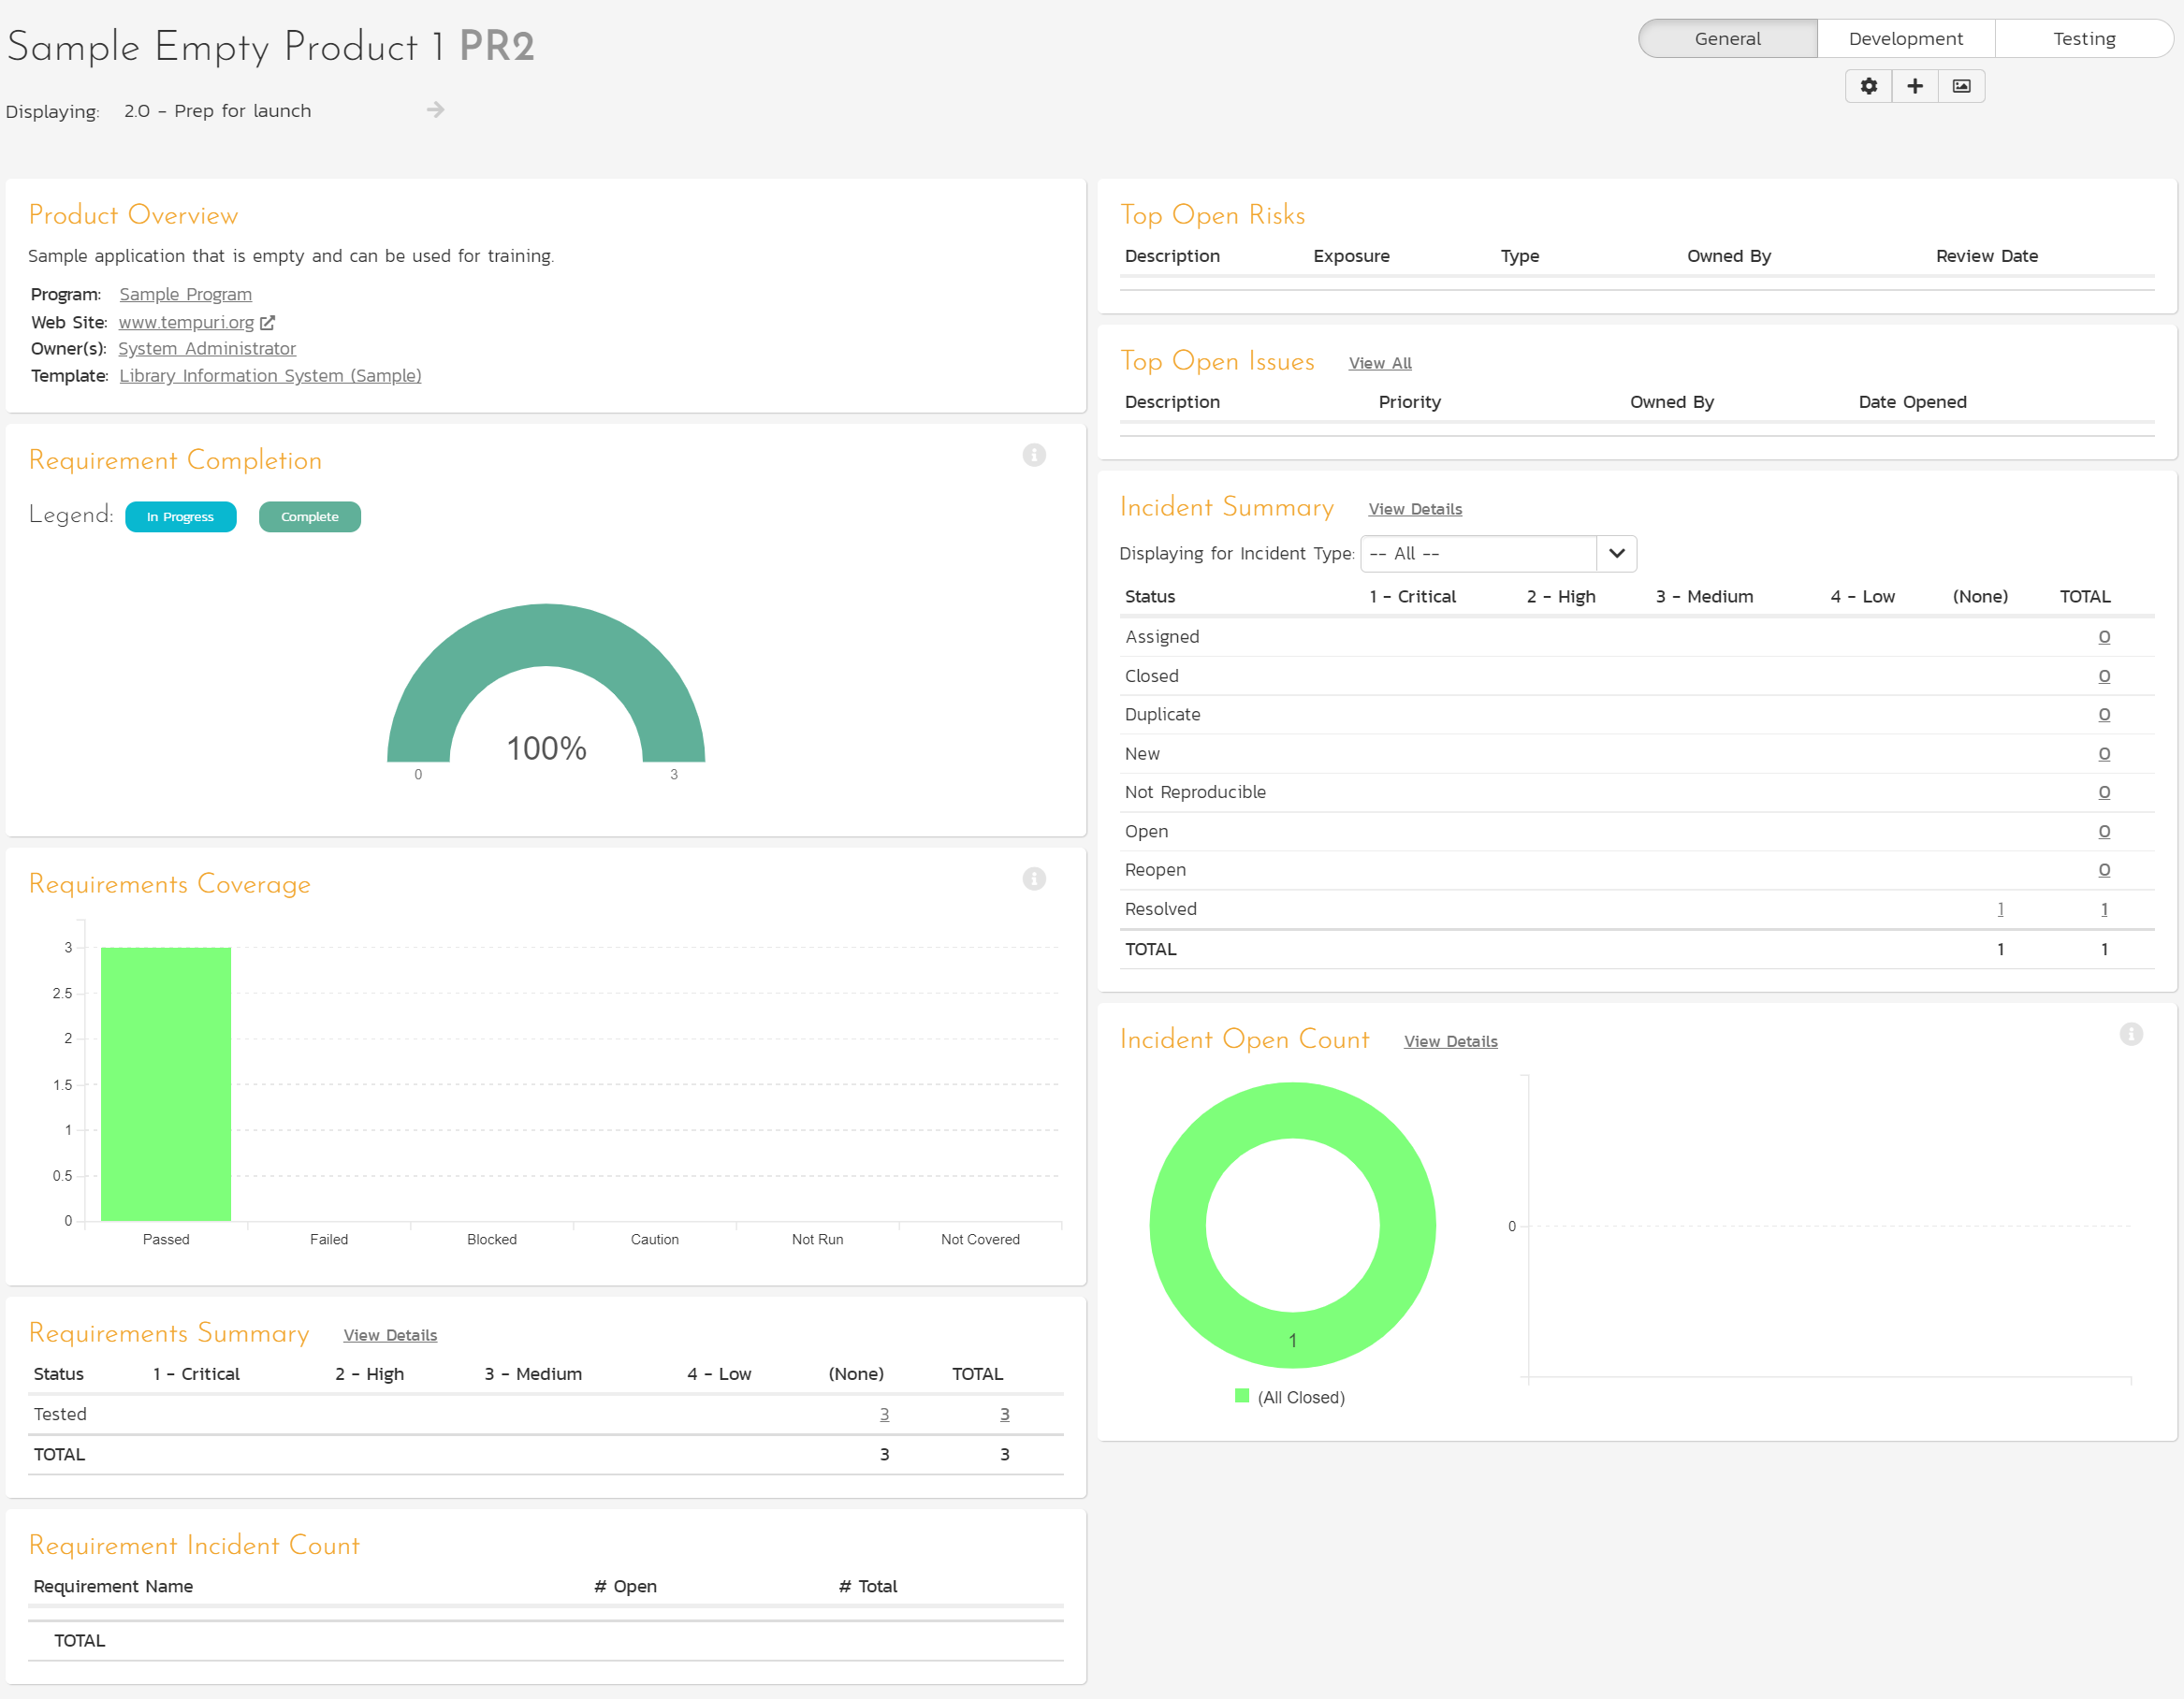 Sample Empty Product 1 PR2
General Development Testing
Displaying: 2.0 - Prep for launch
Product Overview
Sample application that is empty and can be used for training.
Program: Sample Program
Web Site: www.tempuri.org
Owner(s): System Administrator
Template: Library Information System (Sample)
Requirement Completion
Legend: In Progress Complete
100%
0 3
Requirements Coverage
3
2.5
2
1.5
1
0.5
0
Passed Failed Blocked Caution Not Run Not Covered
Requirements Summary View Details
Status 1 - Critical 2 - High 3 - Medium 4 - Low (None) TOTAL
Tested 3 3
TOTAL 3 3
Requirement Incident Count
Requirement Name # Open # Total
TOTAL
Top Open Risks
Description Exposure Type Owned By Review Date
Top Open Issues View All
Description Priority Owned By Date Opened
Incident Summary View Details
Displaying for Incident Type: -- All --
Status 1 - Critical 2 - High 3 - Medium 4 - Low (None) TOTAL
Assigned 0
Closed 0
Duplicate 0
New 0
Not Reproducible 0
Open 0
Reopen 0
Resolved 1 1
TOTAL 1 1
Incident Open Count View Details
0
1
(All Closed)